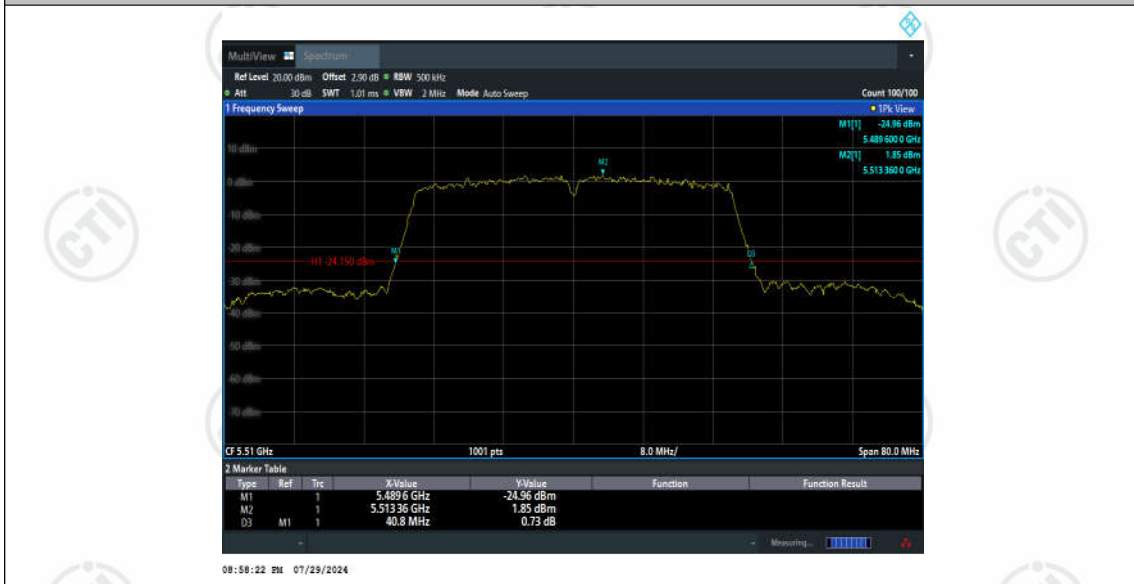 MultiView Spectrum
Ref Level 20.00 dBm Offset 2.90 dB RBW 500 kHz
Att 30 dB SWT 1.01 ms VBW 2 MHz Mode Auto Sweep Count 100/100
1 Frequency Sweep 1Pk View
M1[1] -24.96 dBm
5.489 600 0 GHz
M2[1] 1.85 dBm
5.513 360 0 GHz
10 dBm
M2
0 dBm
-10 dBm
-20 dBm
M1
D3
H1 -24.150 dBm
-30 dBm
-40 dBm
-50 dBm
-60 dBm
-70 dBm
CF 5.51 GHz 1001 pts 8.0 MHz/ Span 80.0 MHz
2 Marker Table
Type Ref Trc X-Value Y-Value Function Function Result
M1 1 5.4896 GHz -24.96 dBm
M2 1 5.51336 GHz 1.85 dBm
D3 M1 1 40.8 MHz 0.73 dB
Measuring...
08:58:22 PM 07/29/2024
CTI
CTI